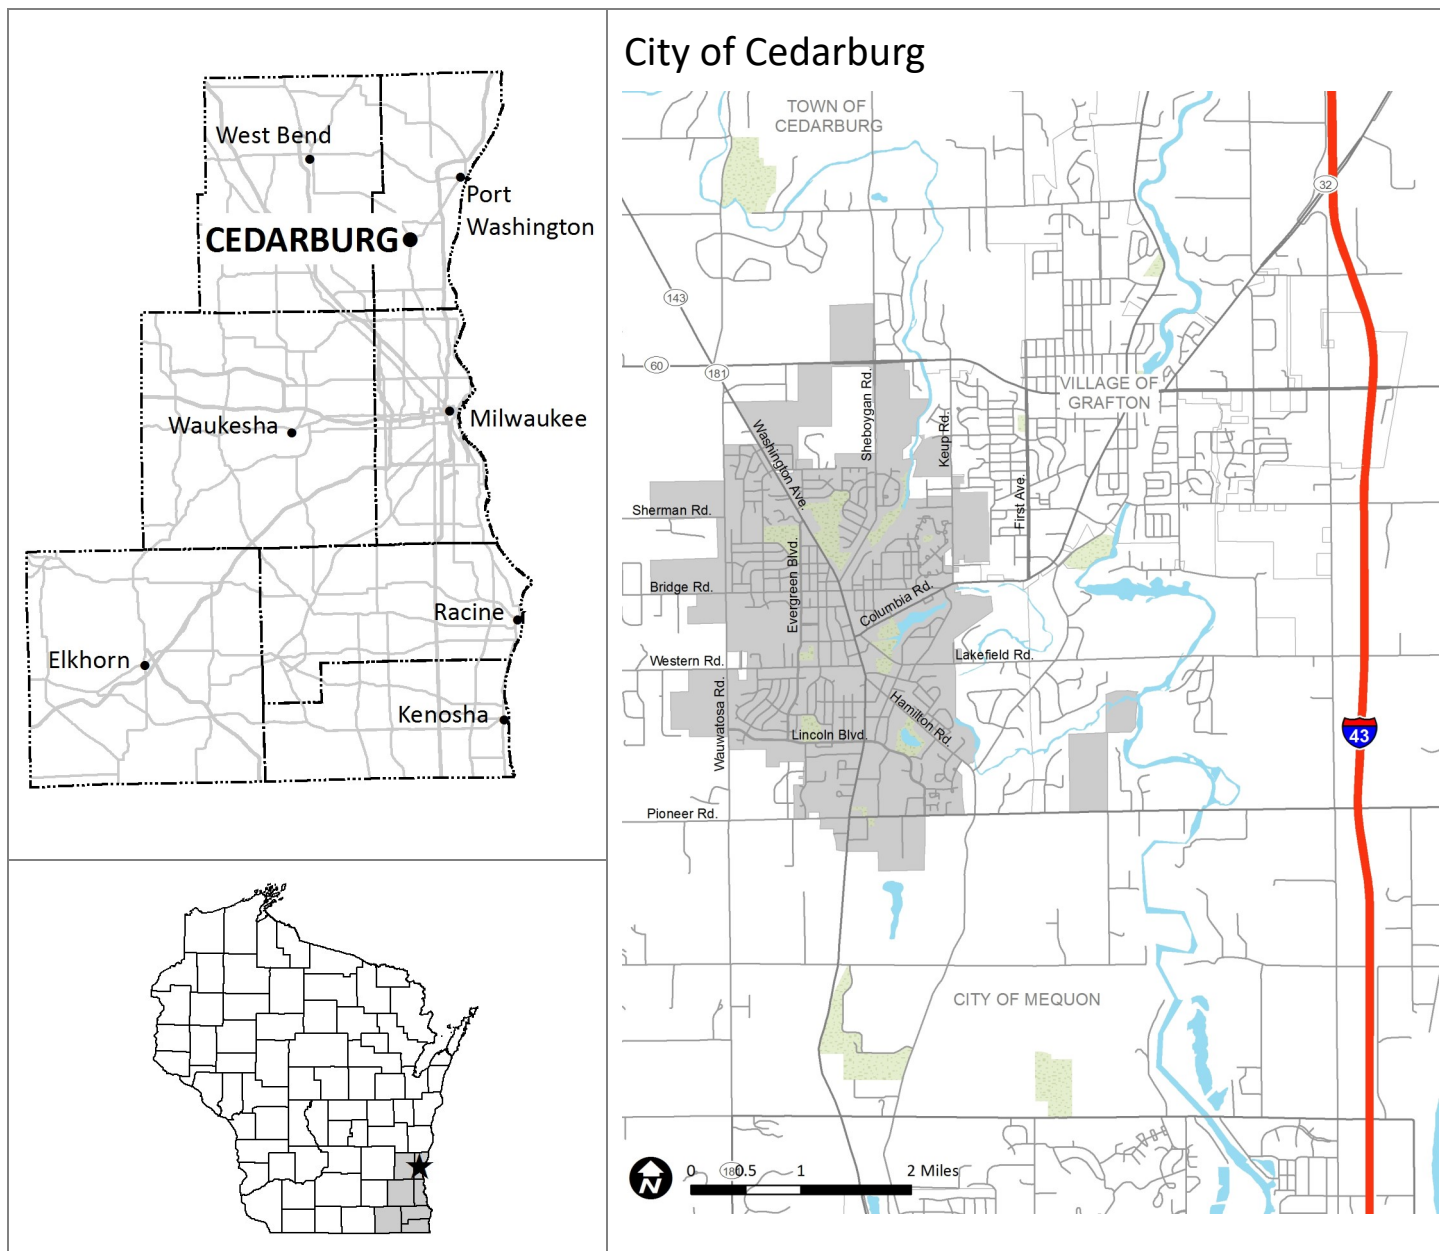 City of Cedarburg
West Bend
Port
Washington
CEDARBURG
Waukesha
Milwaukee
Racine
Elkhorn
Kenosha
TOWN OF
CEDARBURG
32
143
60
181
VILLAGE OF
GRAFTON
Washington Ave.
Sheboygan Rd.
Keup Rd.
First Ave.
Sherman Rd.
Evergreen Blvd.
Bridge Rd.
Columbia Rd.
Western Rd.
Lakefield Rd.
Wauwatosa Rd.
Hamilton Rd.
Lincoln Blvd.
43
Pioneer Rd.
CITY OF MEQUON
N
0 0.5 1 2 Miles